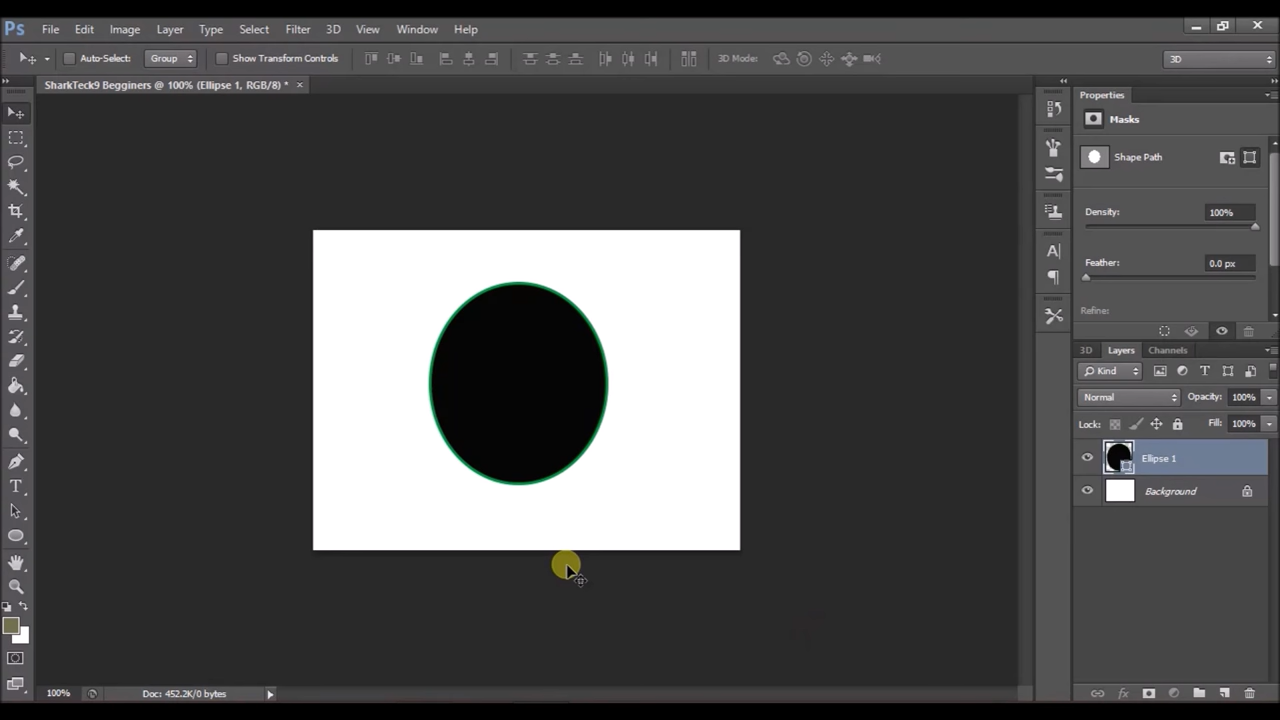 Ps File Edit Image Layer Type Select Filter 3D View Window Help
Auto-Select: Group Show Transform Controls 3D Mode: 3D
SharkTeck9 Begginers @ 100% (Ellipse 1, RGB/8) * ×
Properties
Masks
Shape Path
Density: 100%
Feather: 0.0 px
Refine:
3D Layers Channels
Kind
Normal Opacity: 100%
Lock: Fill: 100%
Ellipse 1
Background
100% Doc: 452.2K/0 bytes